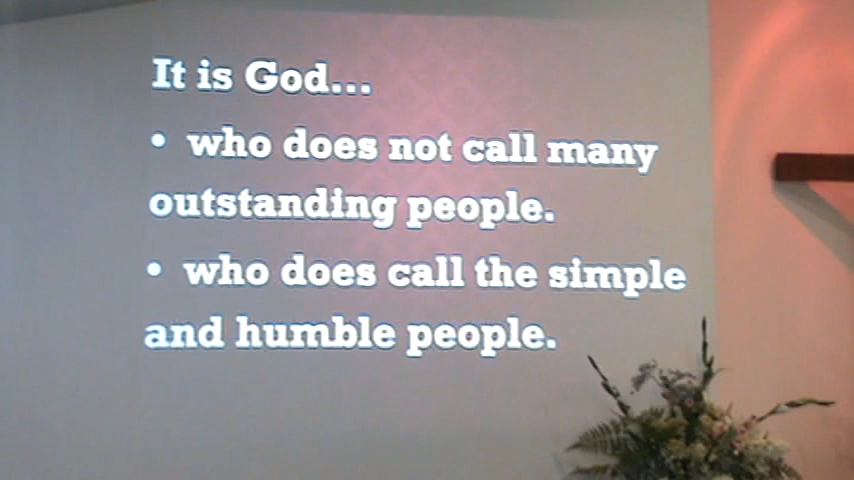 It is God...
• who does not call many
outstanding people.
• who does call the simple
and humble people.